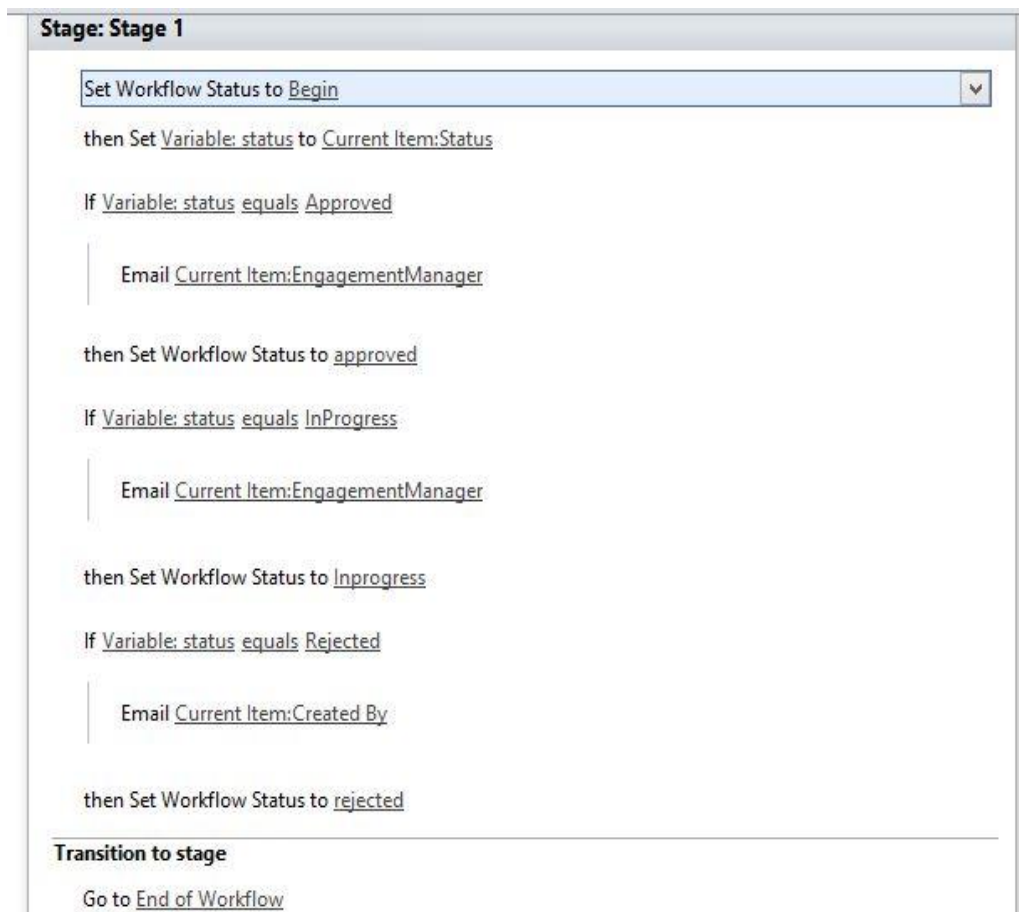 Stage: Stage 1
Set Workflow Status to Begin
then Set Variable: status to Current Item:Status
If Variable: status equals Approved
Email Current Item:EngagementManager
then Set Workflow Status to approved
If Variable: status equals InProgress
Email Current Item:EngagementManager
then Set Workflow Status to Inprogress
If Variable: status equals Rejected
Email Current Item:Created By
then Set Workflow Status to rejected
Transition to stage
Go to End of Workflow